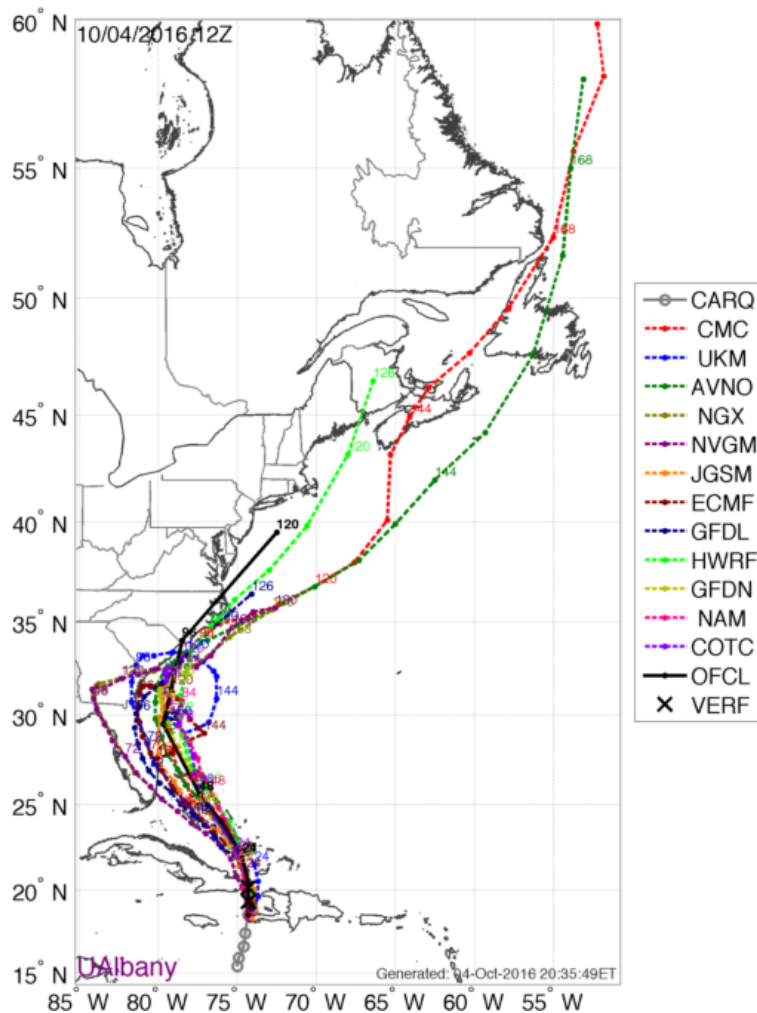 60° N
10/04/2016 12Z
55° N
50° N
45° N
40° N
35° N
30° N
25° N
20° N
15° N
168
168
126
144
120
144
120
120
126
144
UAlbany
Generated: 04-Oct-2016 20:35:49ET
85° W
80° W
75° W
70° W
65° W
60° W
55° W
CARQ
CMC
UKM
AVNO
NGX
NVGM
JGSM
ECMF
GFDL
HWRF
GFDN
NAM
COTC
OFCL
VERF